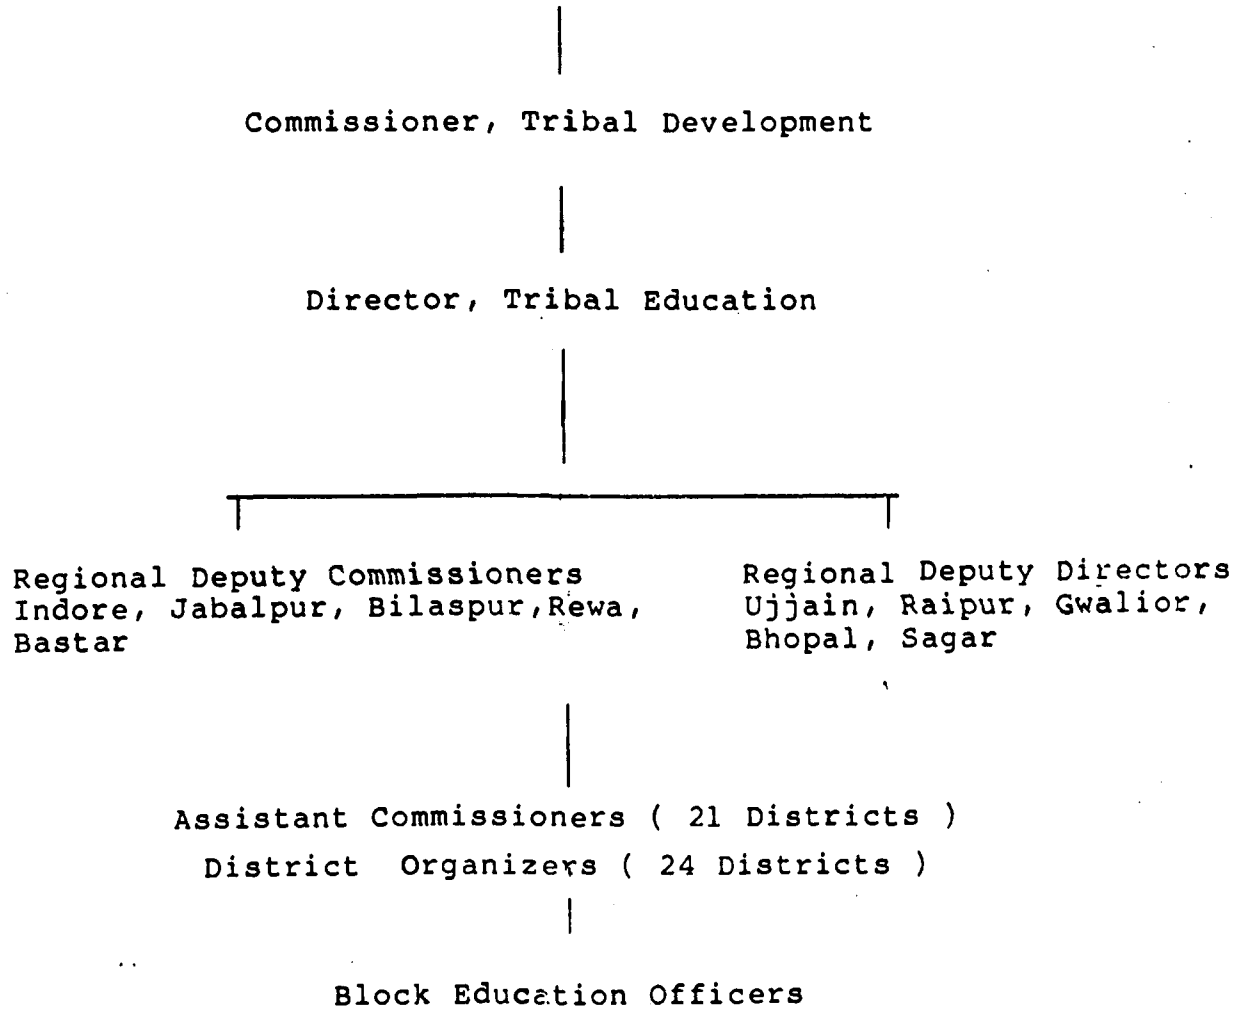 Commissioner, Tribal Development
Director, Tribal Education
Regional Deputy Commissioners
Indore, Jabalpur, Bilaspur,Rewa,
Bastar
Regional Deputy Directors
Ujjain, Raipur, Gwalior,
Bhopal, Sagar
Assistant Commissioners ( 21 Districts )
District Organizers ( 24 Districts )
Block Education Officers